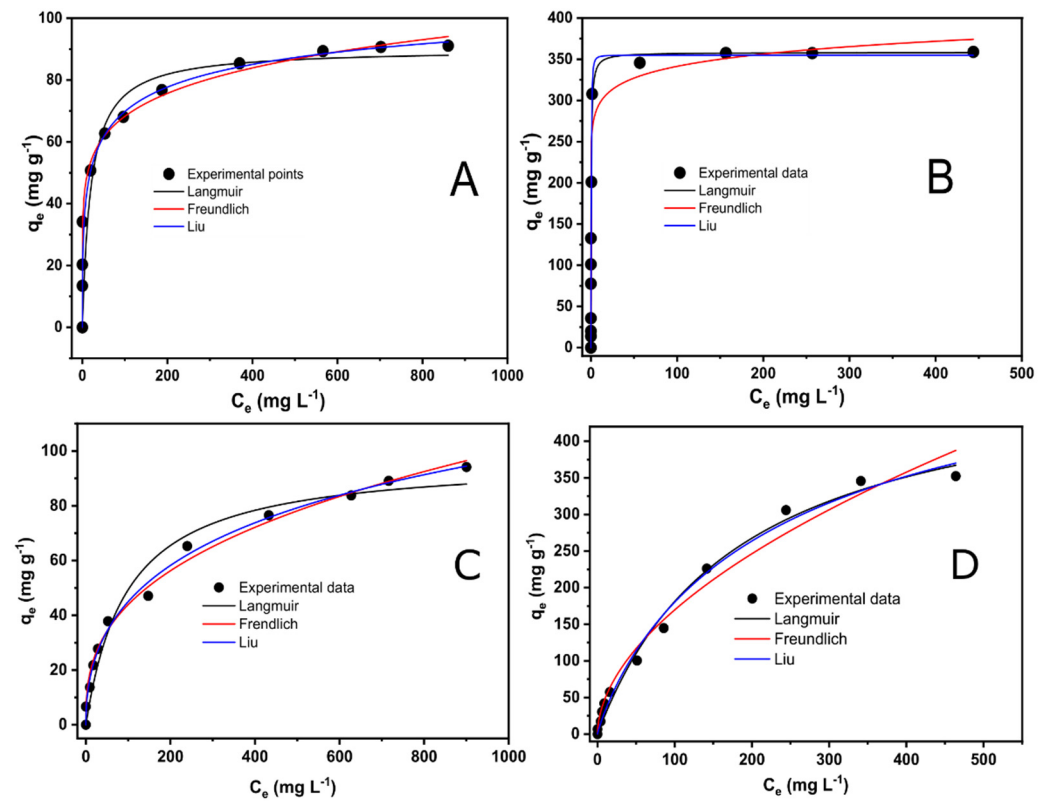 100
80
60
40
20
0
qe (mg g-1)
Experimental points
Langmuir
Freundlich
Liu
A
0 200 400 600 800 1000
Ce (mg L-1)
400
350
300
250
200
150
100
50
0
qe (mg g-1)
Experimental data
Langmuir
Freundlich
Liu
B
0 100 200 300 400 500
Ce (mg L-1)
100
80
60
40
20
0
qe (mg g-1)
Experimental data
Langmuir
Frendlich
Liu
C
0 200 400 600 800 1000
Ce (mg L-1)
400
350
300
250
200
150
100
50
0
qe (mg g-1)
Experimental data
Langmuir
Freundlich
Liu
D
0 100 200 300 400 500
Ce (mg L-1)